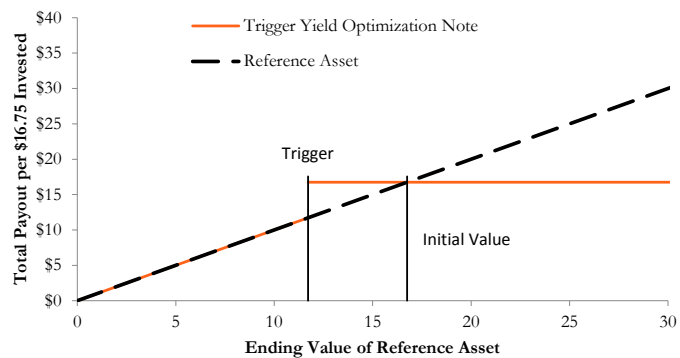 $40
$35
$30
$25
$20
$15
$10
$5
$0
Total Payout per $16.75 Invested
Trigger Yield Optimization Note
Reference Asset
Trigger
Initial Value
0 5 10 15 20 25 30
Ending Value of Reference Asset